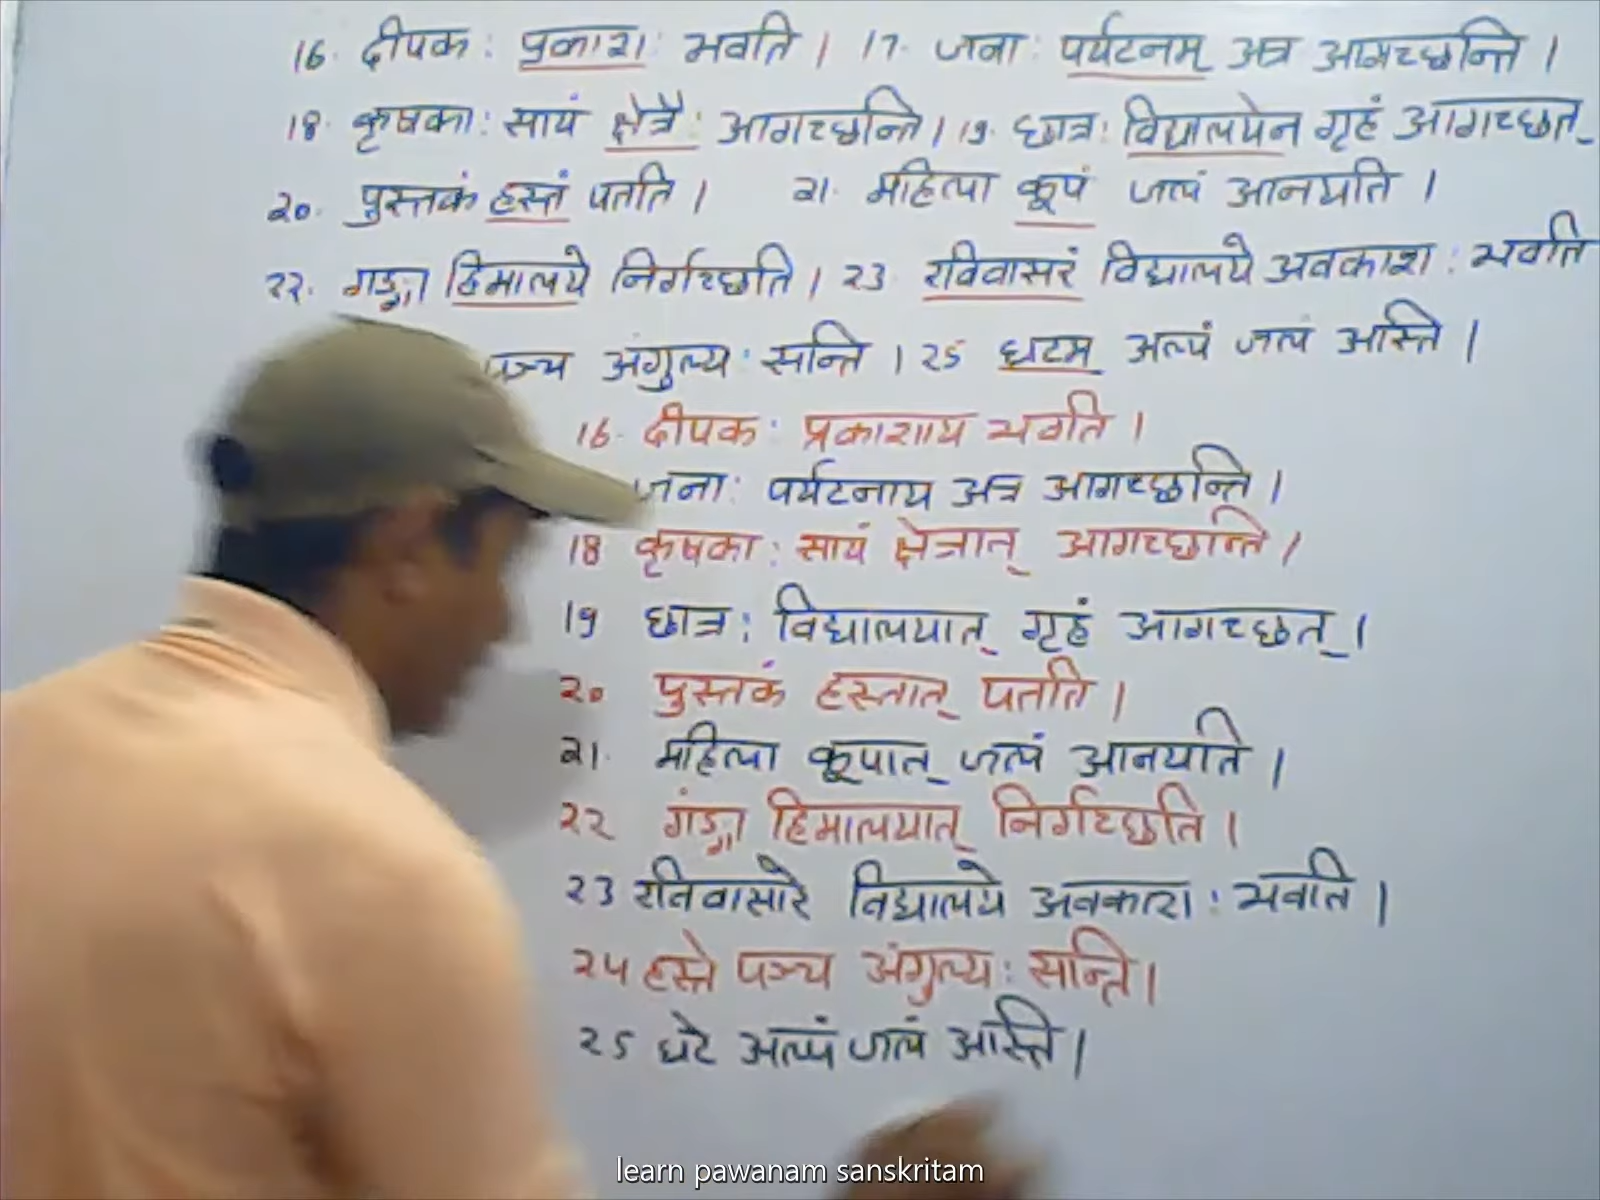 16. दीपक: प्रकाश: भवति । 17. जना: पर्यटनम् अत्र आगच्छन्ति ।
18. कृषका: सायं क्षेत्रै: आगच्छन्ति । 19. छात्र: विद्यालयेन गृहं आगच्छत्
20. पुस्तकं हस्तं पतति । 21. महिला कूपं जलं आनयति ।
22. गङ्गा हिमालये निर्गच्छति । 23. रविवासरं विद्यालये अवकाश: भवति
पञ्च अंगुल्य: सन्ति । 25 घटम् अल्पं जलं अस्ति ।
16. दीपक: प्रकाशाय भवति ।
जना: पर्यटनाय अत्र आगच्छन्ति ।
18 कृषका: सायं क्षेत्रात् आगच्छन्ति ।
19 छात्र: विद्यालयात् गृहं आगच्छत् ।
20 पुस्तकं हस्तात् पतति ।
21. महिला कूपात् जलं आनयति ।
22 गंङ्गा हिमालयात् निर्गच्छति ।
23 रविवासरे विद्यालये अवकाश: भवति ।
24 हस्ते पञ्च अंगुल्य: सन्ति ।
25 घटे अल्पं जलं अस्ति ।
learn pawanam sanskritam